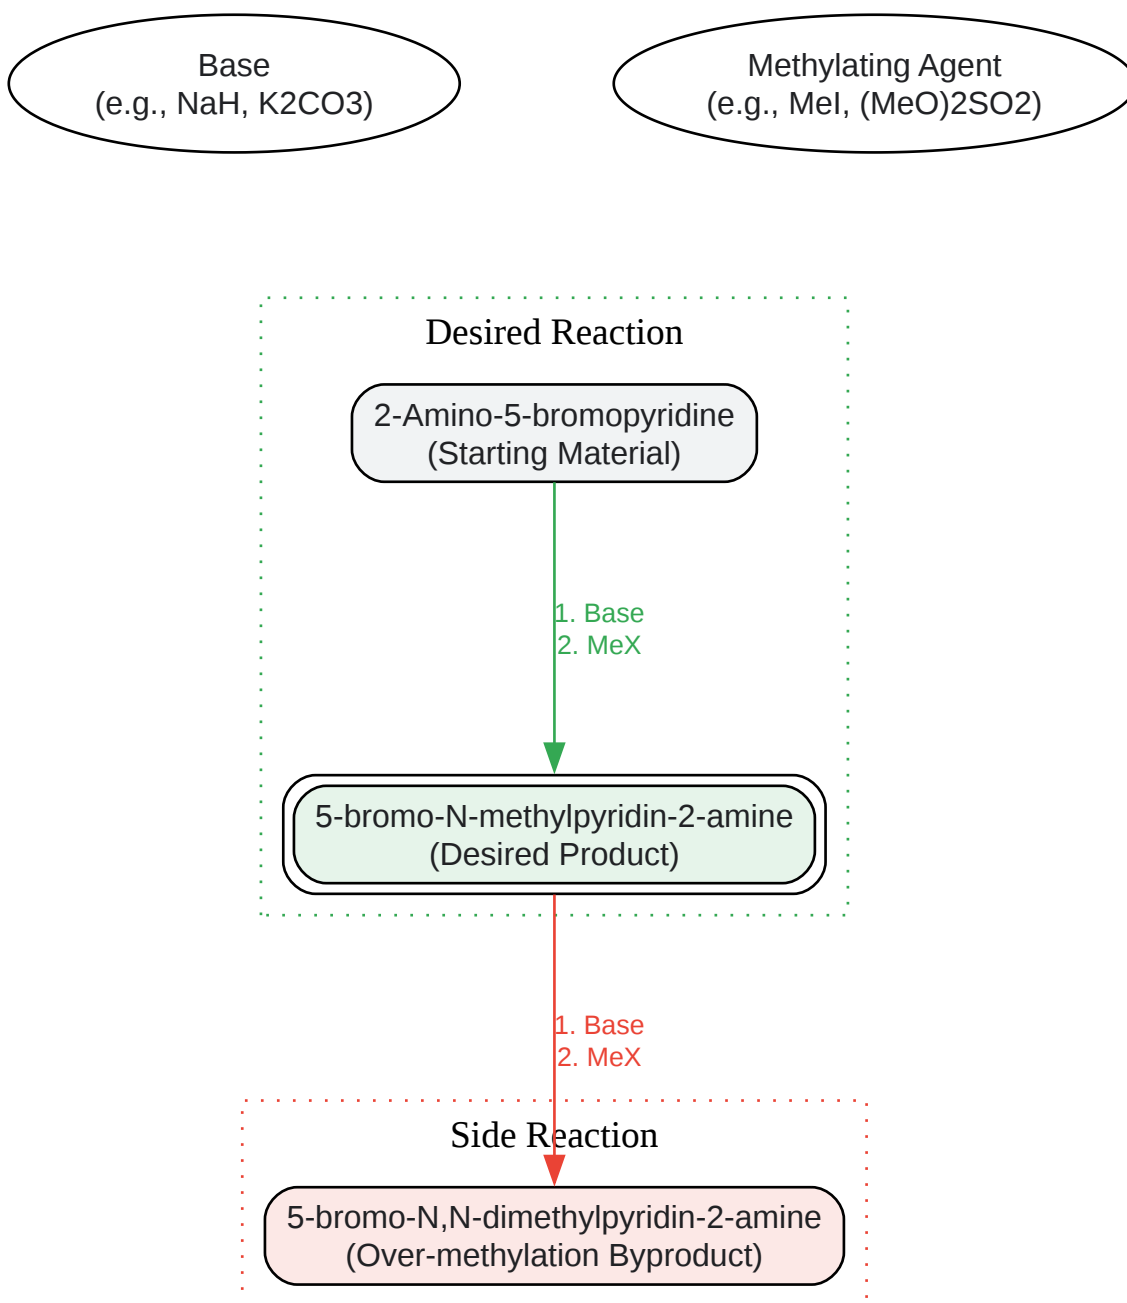 Base
(e.g., NaH, K2CO3)
Methylating Agent
(e.g., MeI, (MeO)2SO2)
Desired Reaction
2-Amino-5-bromopyridine
(Starting Material)
1. Base
2. MeX
5-bromo-N-methylpyridin-2-amine
(Desired Product)
1. Base
2. MeX
Side Reaction
5-bromo-N,N-dimethylpyridin-2-amine
(Over-methylation Byproduct)